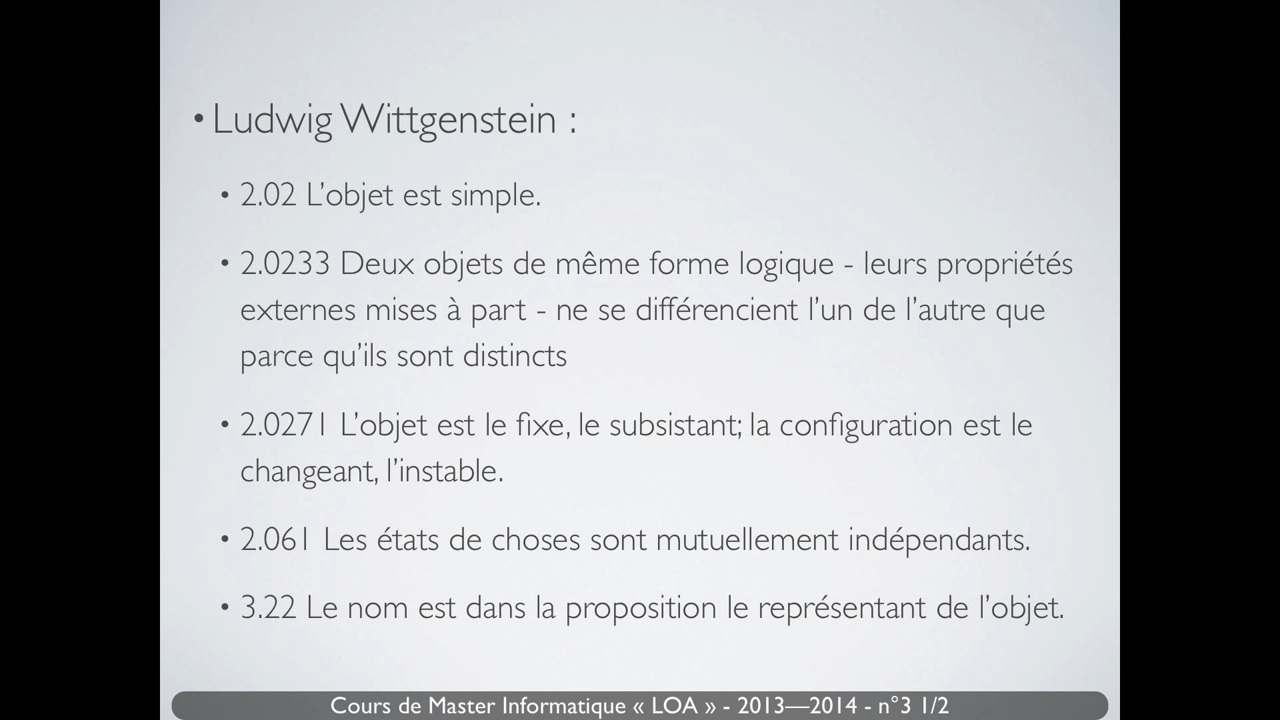 • Ludwig Wittgenstein :
• 2.02 L’objet est simple.
• 2.0233 Deux objets de même forme logique - leurs propriétés
externes mises à part - ne se différencient l’un de l’autre que
parce qu’ils sont distincts
• 2.0271 L’objet est le fixe, le subsistant; la configuration est le
changeant, l’instable.
• 2.061 Les états de choses sont mutuellement indépendants.
• 3.22 Le nom est dans la proposition le représentant de l’objet.
Cours de Master Informatique « LOA » - 2013—2014 - n°3 1/2